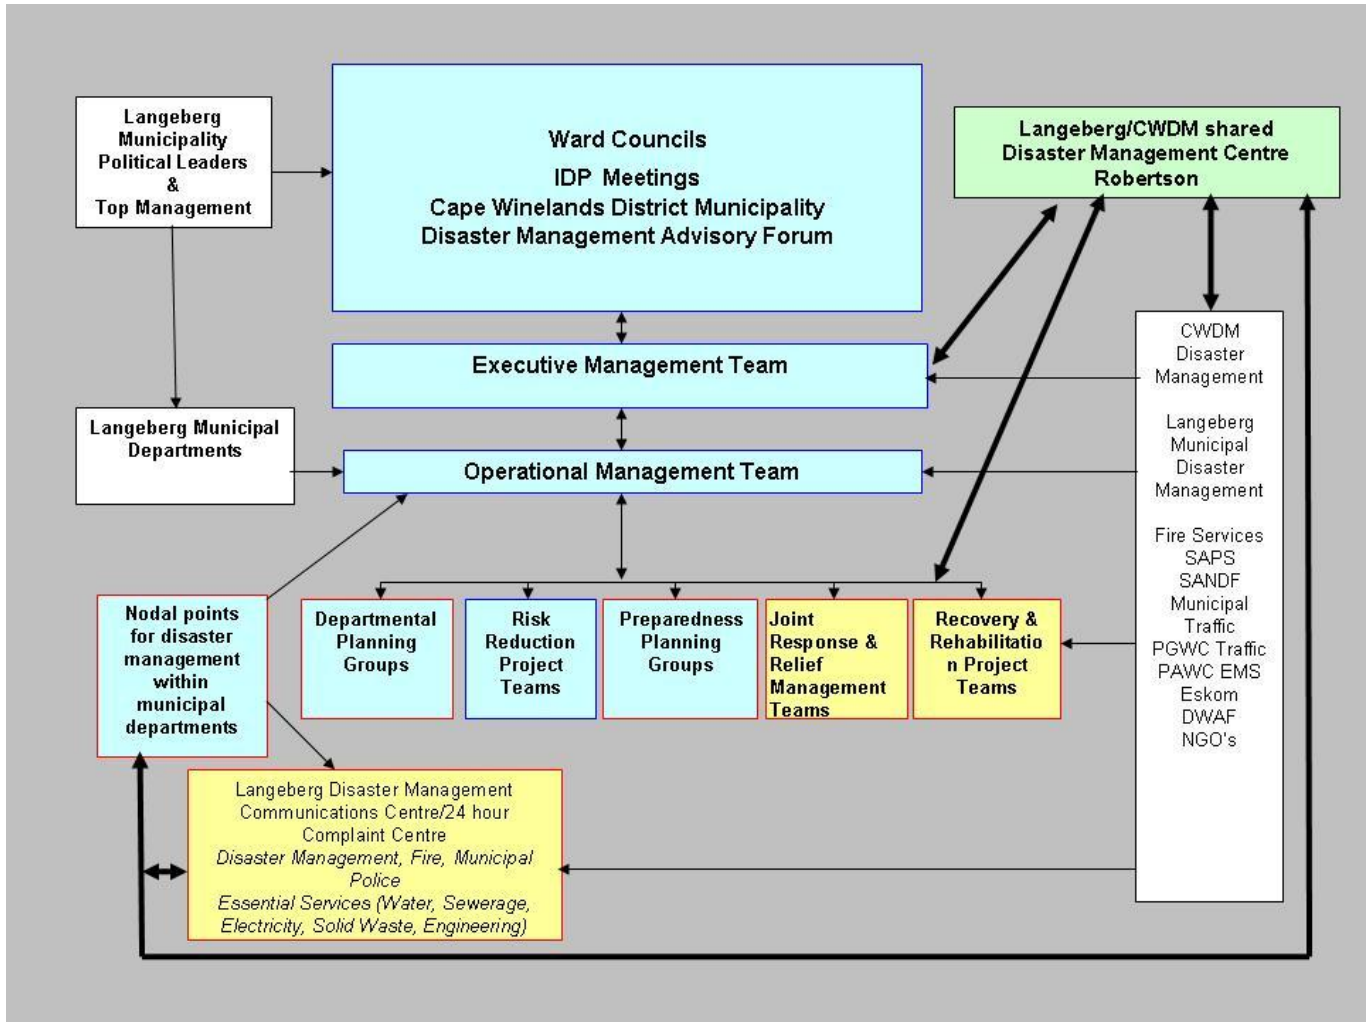 Langeberg
Municipality
Political Leaders
&
Top Management
Ward Councils
IDP Meetings
Cape Winelands District Municipality
Disaster Management Advisory Forum
Langeberg/CWDM shared
Disaster Management Centre
Robertson
Executive Management Team
Langeberg Municipal
Departments
Operational Management Team
CWDM
Disaster
Management
Langeberg
Municipal
Disaster
Management
Fire Services
SAPS
SANDF
Municipal
Traffic
PGWC Traffic
PAWC EMS
Eskom
DWAF
NGO's
Nodal points
for disaster
management
within
municipal
departments
Departmental
Planning
Groups
Risk
Reduction
Project
Teams
Preparedness
Planning
Groups
Joint
Response &
Relief
Management
Teams
Recovery &
Rehabilitatio
n Project
Teams
Langeberg Disaster Management
Communications Centre/24 hour
Complaint Centre
Disaster Management, Fire, Municipal
Police
Essential Services (Water, Sewerage,
Electricity, Solid Waste, Engineering)